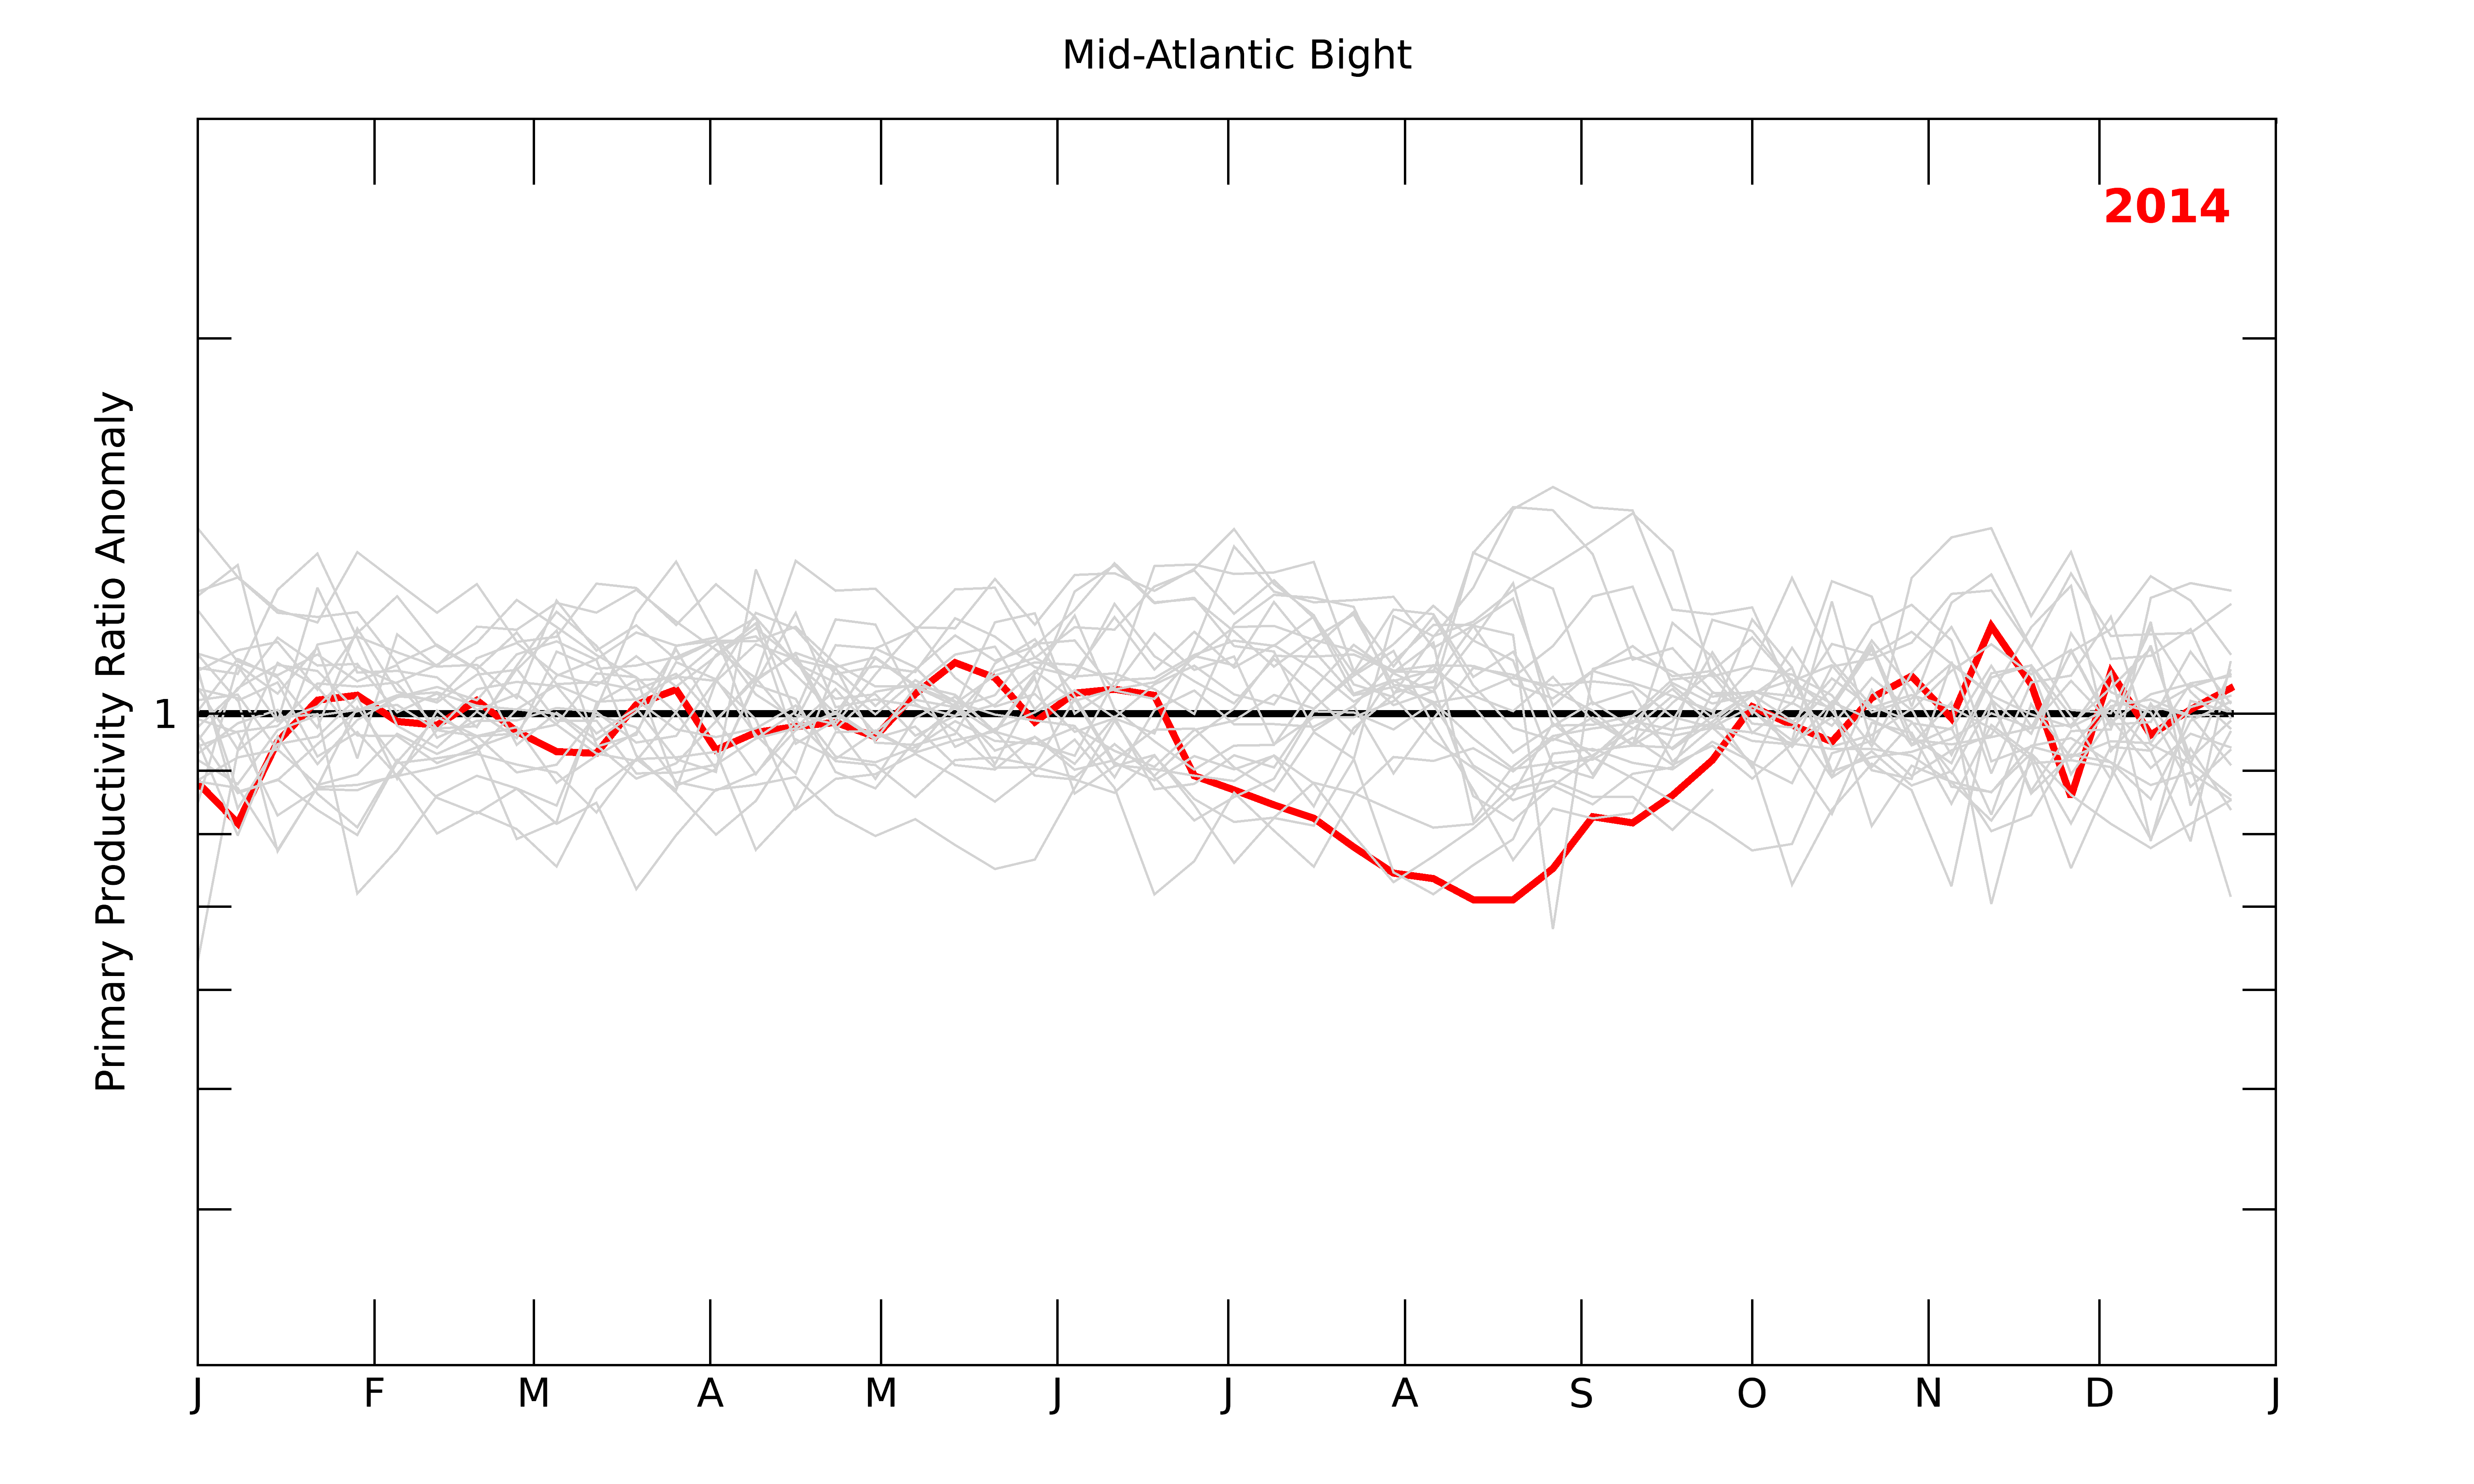 Mid-Atlantic Bight
2014
Primary Productivity Ratio Anomaly
1
J F M A M J J A S O N D J